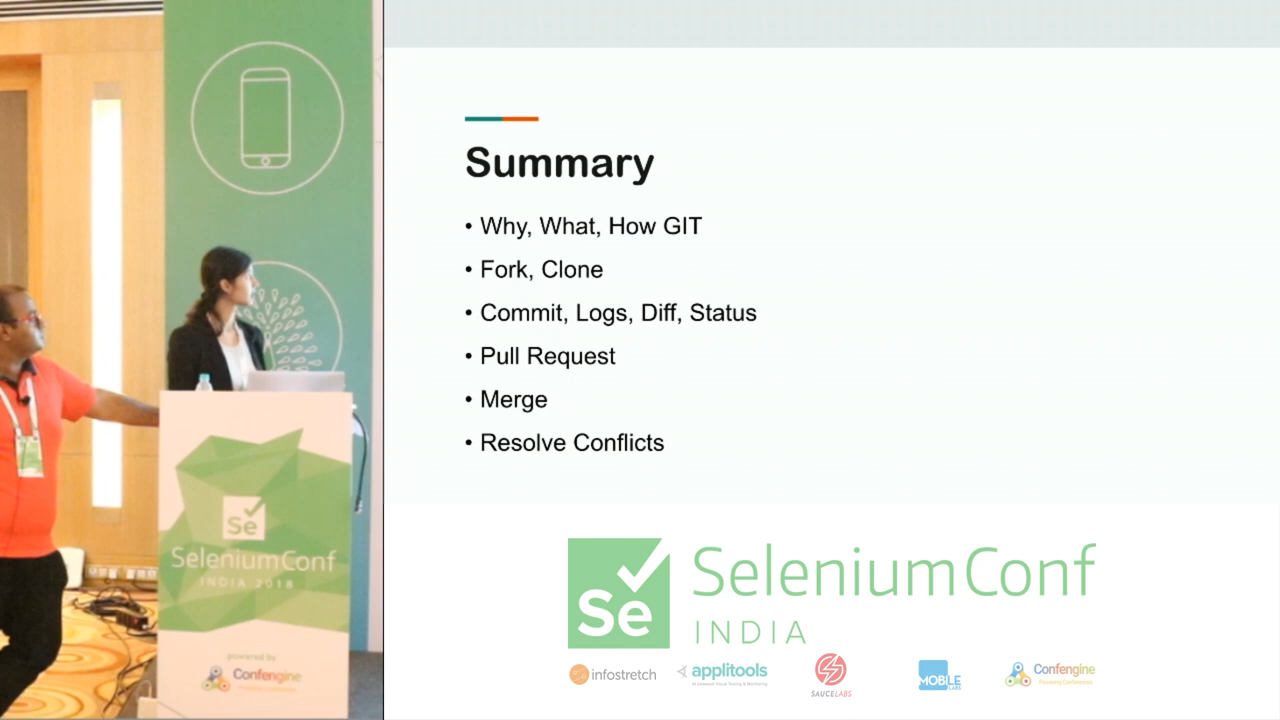 Summary
• Why, What, How GIT
• Fork, Clone
• Commit, Logs, Diff, Status
• Pull Request
• Merge
• Resolve Conflicts
Se
SeleniumConf
INDIA
infostretch
applitools
SAUCELABS
MOBILE
LABS
Confengine
Se
SeleniumConf
INDIA 2018
powered by
Confengine